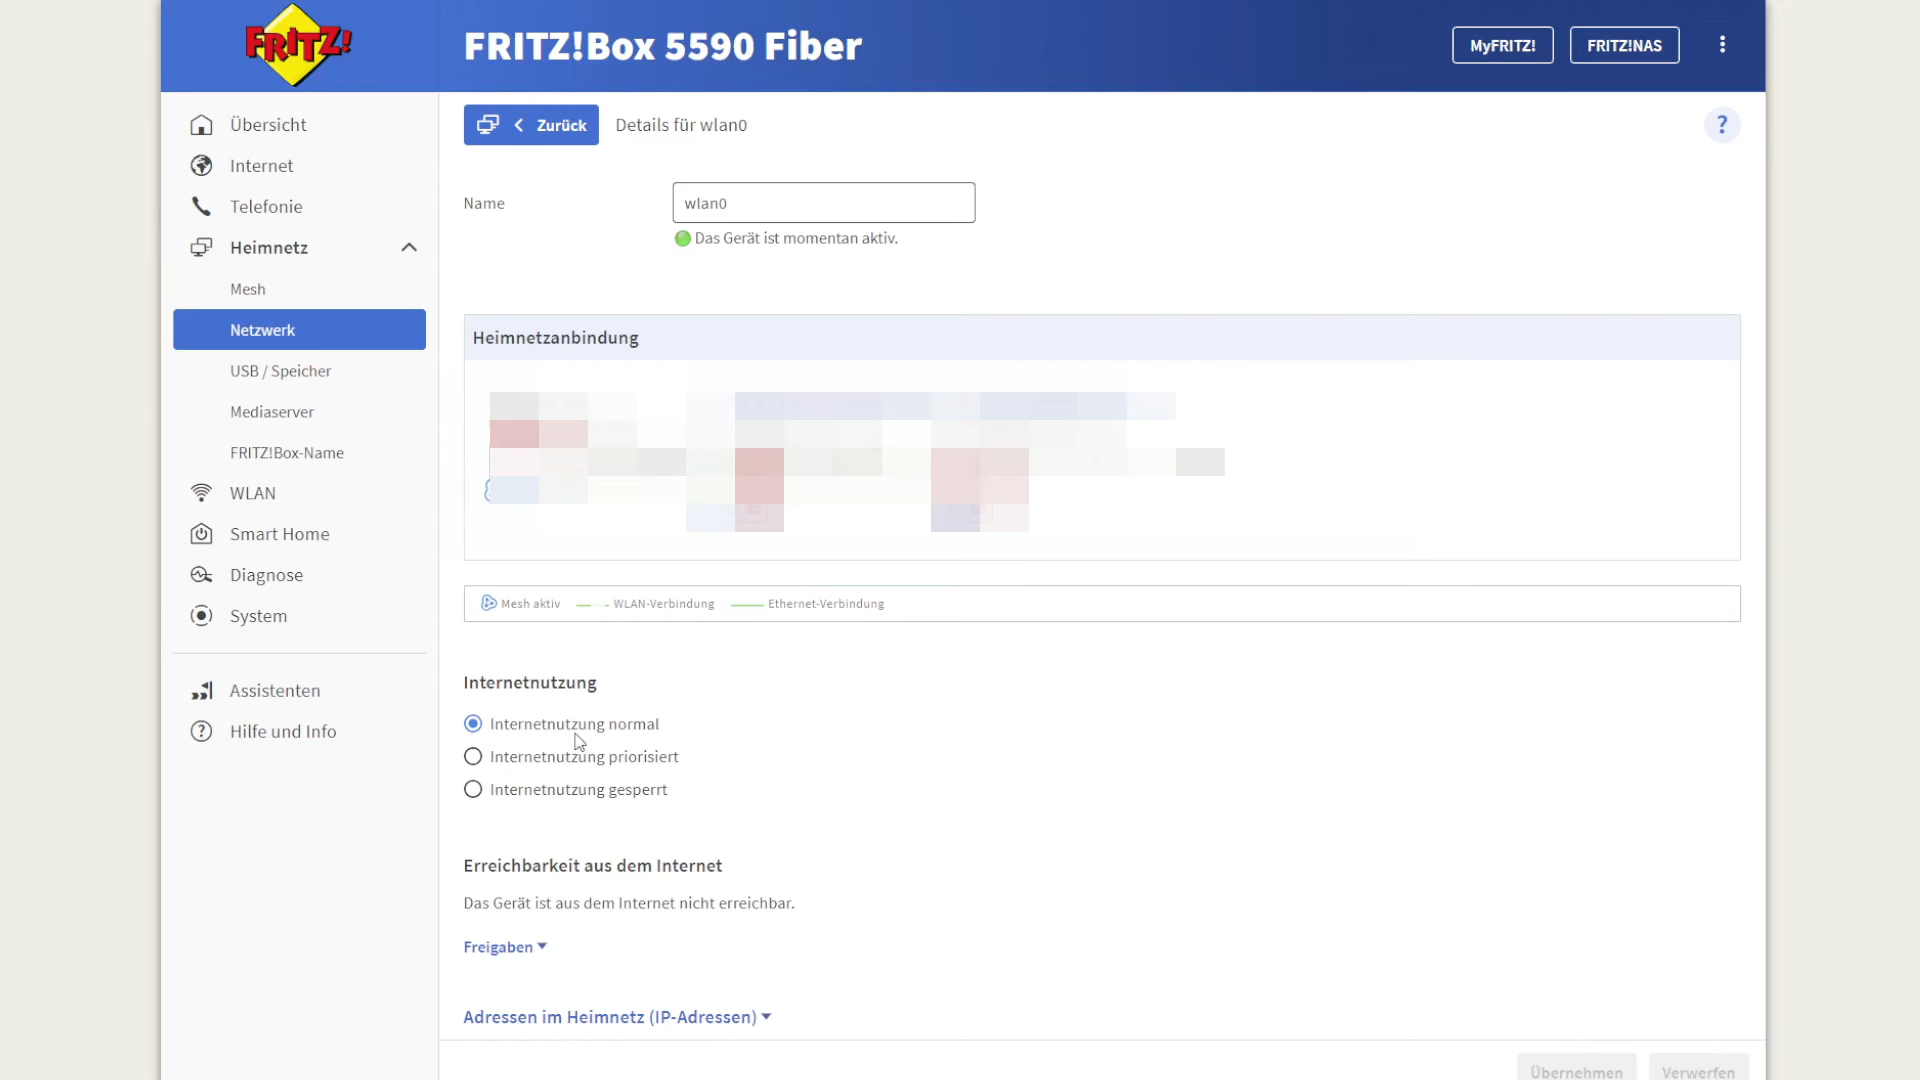 FRITZ!
FRITZ!Box 5590 Fiber
MyFRITZ!
FRITZ!NAS
Übersicht
Internet
Telefonie
Heimnetz
Mesh
Netzwerk
USB / Speicher
Mediaserver
FRITZ!Box-Name
WLAN
Smart Home
Diagnose
System
Assistenten
Hilfe und Info
Zurück
Details für wlan0
?
Name
wlan0
Das Gerät ist momentan aktiv.
Heimnetzanbindung
Mesh aktiv
WLAN-Verbindung
Ethernet-Verbindung
Internetnutzung
Internetnutzung normal
Internetnutzung priorisiert
Internetnutzung gesperrt
Erreichbarkeit aus dem Internet
Das Gerät ist aus dem Internet nicht erreichbar.
Freigaben
Adressen im Heimnetz (IP-Adressen)
Übernehmen
Verwerfen